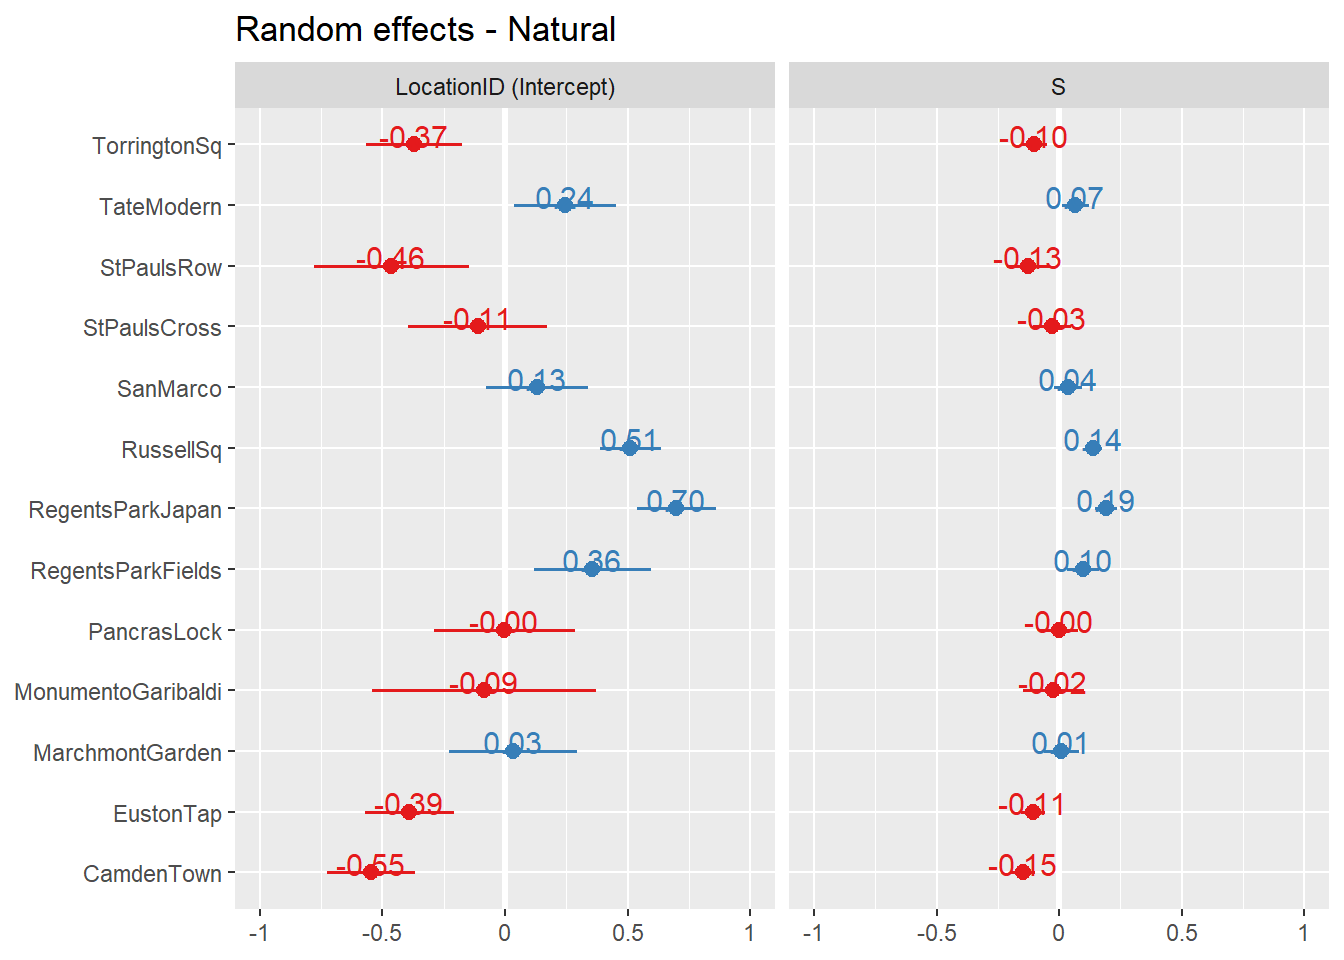 Random effects - Natural
LocationID (Intercept) S
TorringtonSq -0.37 -0.10
TateModern 0.24 0.07
StPaulsRow -0.46 -0.13
StPaulsCross -0.11 -0.03
SanMarco 0.13 0.04
RussellSq 0.51 0.14
RegentsParkJapan 0.70 0.19
RegentsParkFields 0.36 0.10
PancrasLock -0.00 -0.00
MonumentoGaribaldi -0.09 -0.02
MarchmontGarden 0.03 0.01
EustonTap -0.39 -0.11
CamdenTown -0.55 -0.15
-1 -0.5 0 0.5 1 -1 -0.5 0 0.5 1